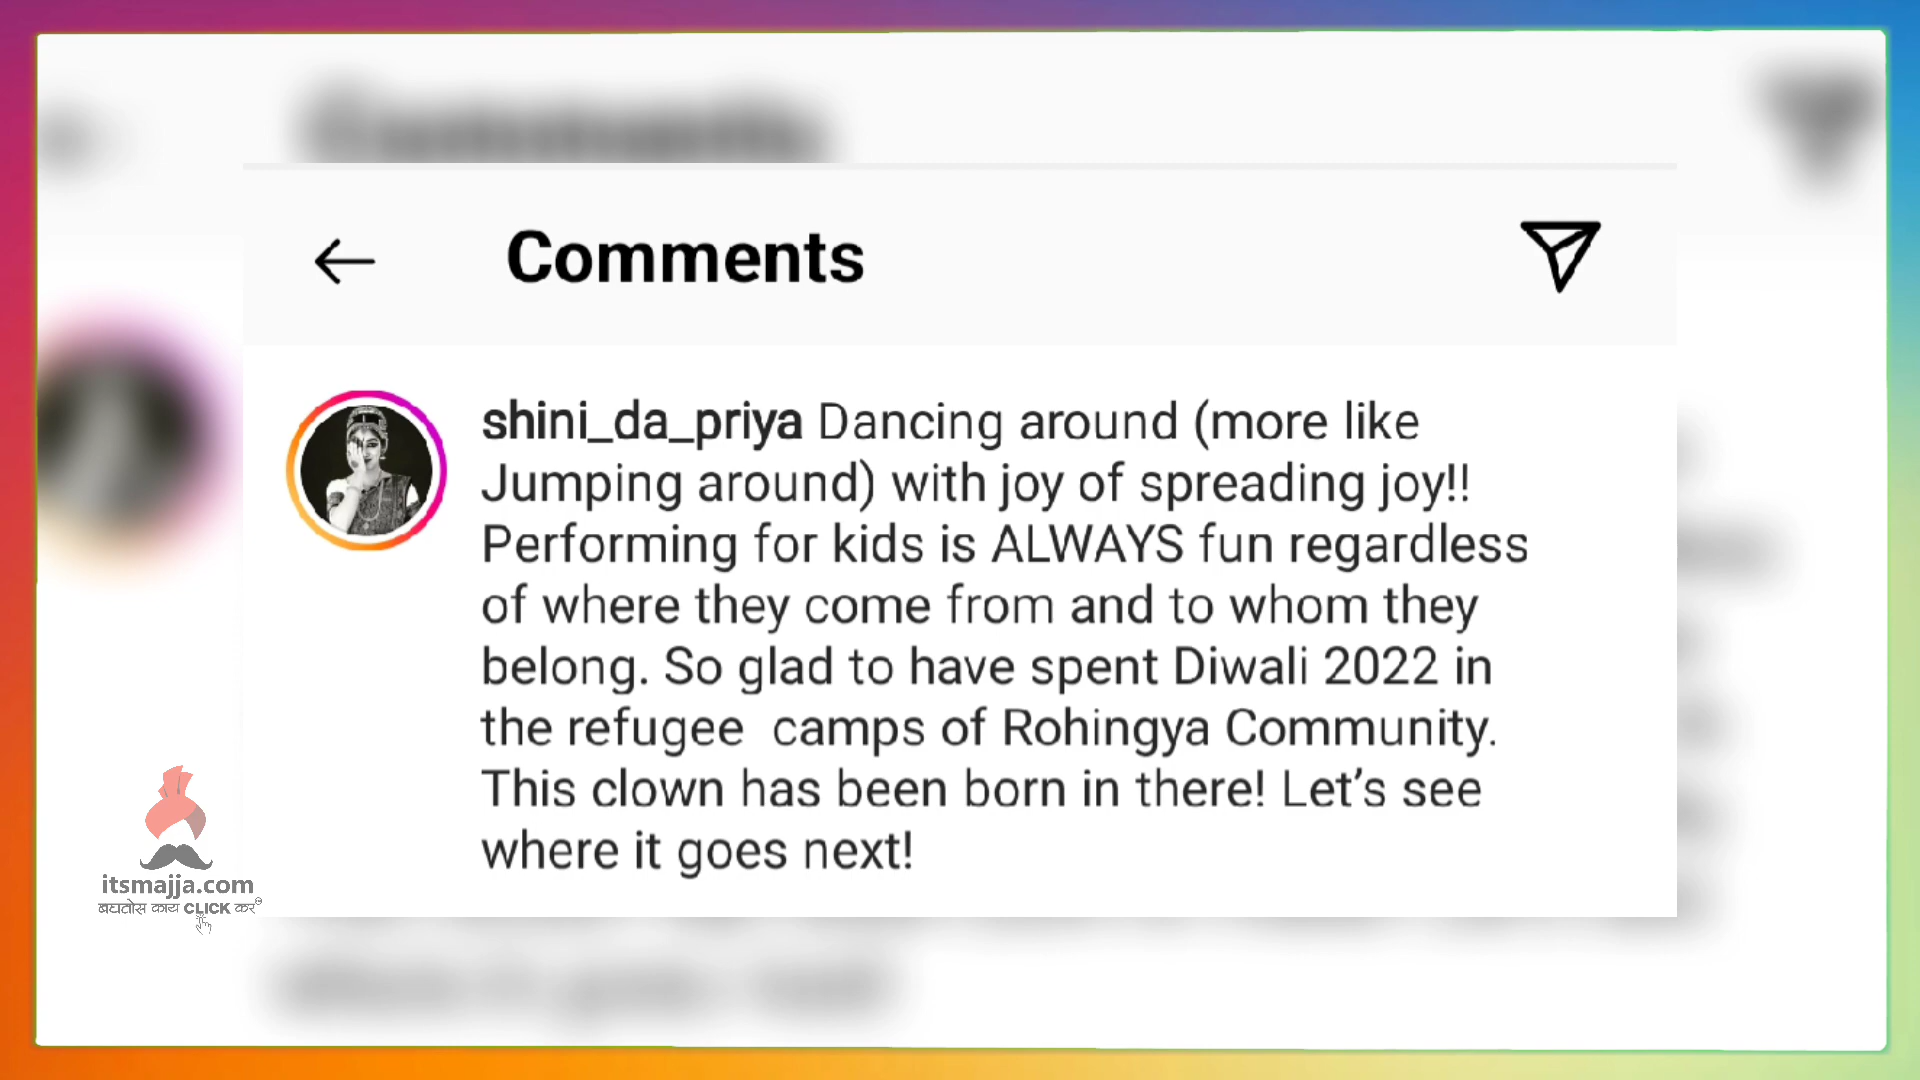 Comments
shini_da_priya Dancing around (more like
Jumping around) with joy of spreading joy!!
Performing for kids is ALWAYS fun regardless
of where they come from and to whom they
belong. So glad to have spent Diwali 2022 in
the refugee  camps of Rohingya Community.
This clown has been born in there! Let’s see
where it goes next!
itsmajja.com
बघतोस काय CLICK कर